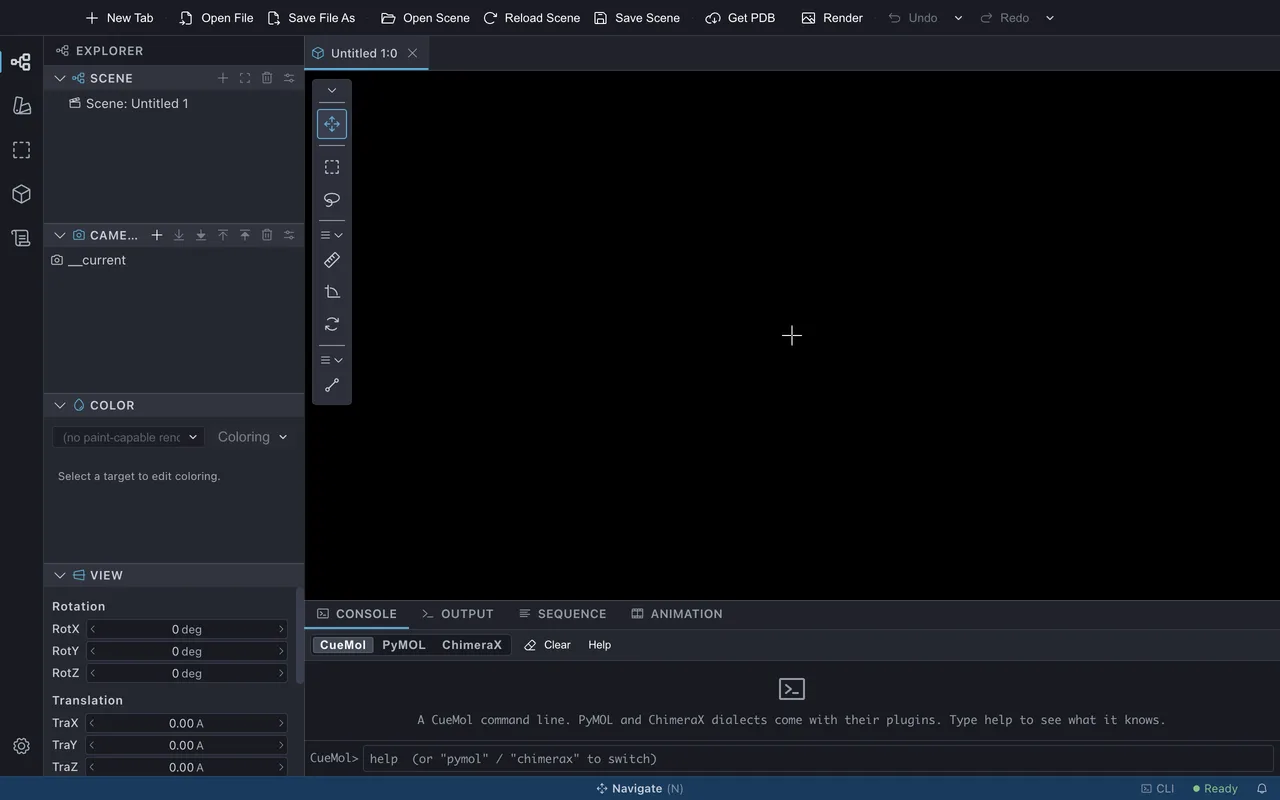 New Tab Open File Save File As Open Scene Reload Scene Save Scene Get PDB Render Undo Redo
EXPLORER
SCENE
Scene: Untitled 1
CAME...
__current
COLOR
(no paint-capable renc Coloring
Select a target to edit coloring.
VIEW
Rotation
RotX 0 deg
RotY 0 deg
RotZ 0 deg
Translation
TraX 0.00 A
TraY 0.00 A
TraZ 0.00 A
Untitled 1:0
CONSOLE OUTPUT SEQUENCE ANIMATION
CueMol PyMOL ChimeraX Clear Help
A CueMol command line. PyMOL and ChimeraX dialects come with their plugins. Type help to see what it knows.
CueMol> help (or "pymol" / "chimerax" to switch)
Navigate (N) CLI Ready